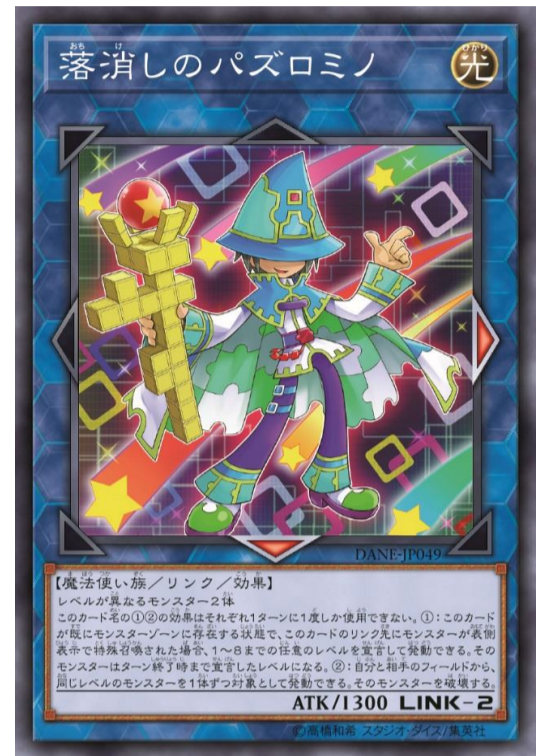 落消しのパズロミノ
光
DANE-JP049
【魔法使い族／リンク／効果】
レベルが異なるモンスター２体
このカード名の①②の効果はそれぞれ1ターンに1度しか使用できない。①：このカード
が既にモンスターゾーンに存在する状態で、このカードのリンク先にモンスターが表側
表示で特殊召喚された場合、1～8までの任意のレベルを宣言して発動できる。その
モンスターはターン終了時まで宣言したレベルになる。②：自分と相手のフィールドから、
同じレベルのモンスターを1体ずつ対象として発動できる。そのモンスターを破壊する。
ATK/1300 LINK-2
©高橋和希 スタジオ・ダイス/集英社